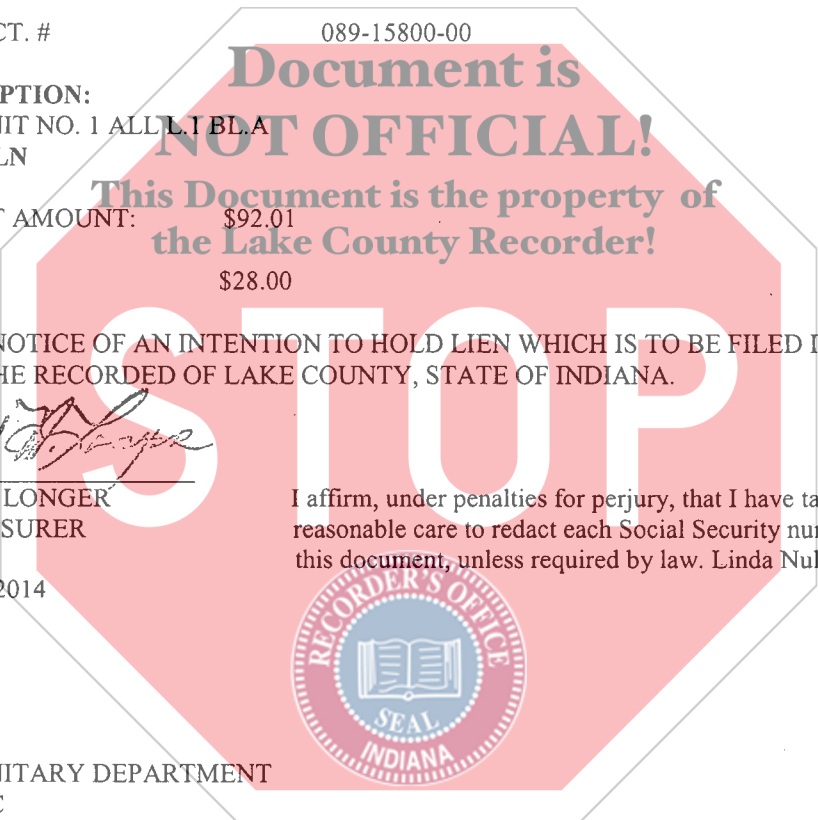 CT. # 089-15800-00
Document is
PTION:
NIT NO. 1 ALL L.1 BL.A
NOT OFFICIAL!
LN
This Document is the property of
T AMOUNT: $92.01
the Lake County Recorder!
$28.00
STOP
NOTICE OF AN INTENTION TO HOLD LIEN WHICH IS TO BE FILED I
HE RECORDED OF LAKE COUNTY, STATE OF INDIANA.
LONGER
SURER
I affirm, under penalties for perjury, that I have ta
reasonable care to redact each Social Security nu
this document, unless required by law. Linda Nul
2014
RECORDER'S OFFICE
SEAL
INDIANA
NITARY DEPARTMENT
C